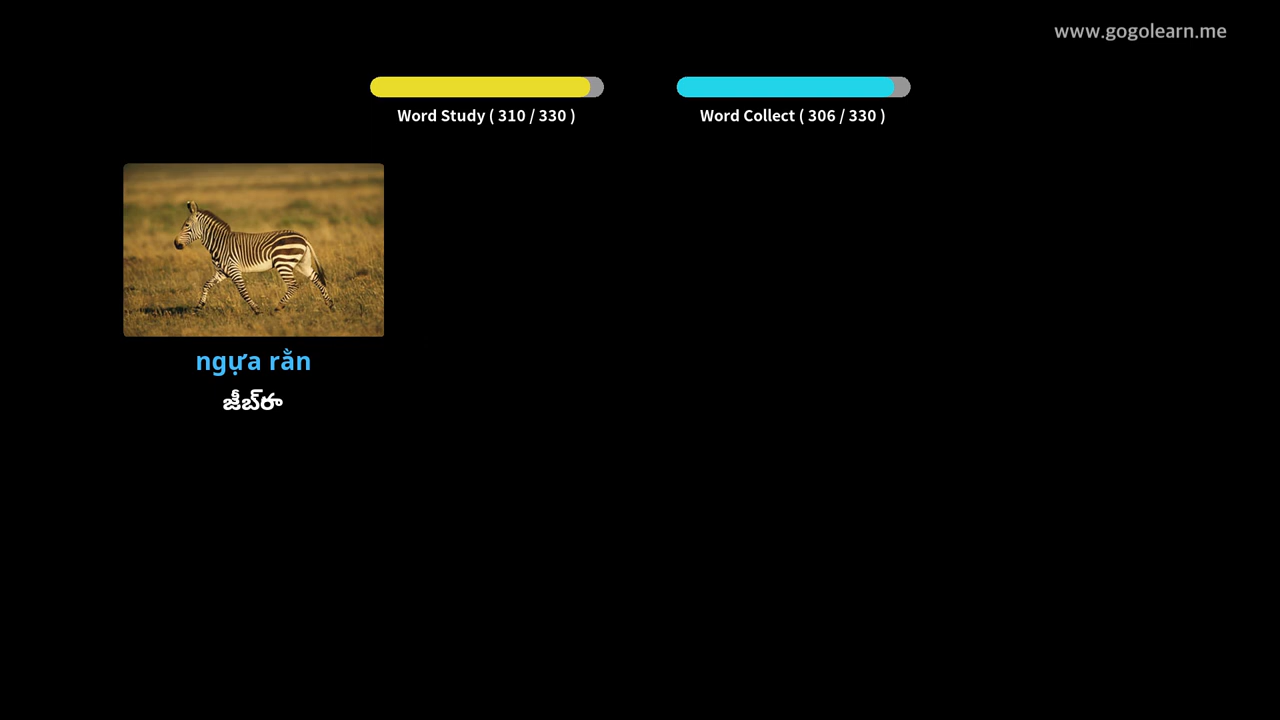 www.gogolearn.me
Word Study ( 310 / 330 )
Word Collect ( 306 / 330 )
ngựa rằn
జీబ్రా